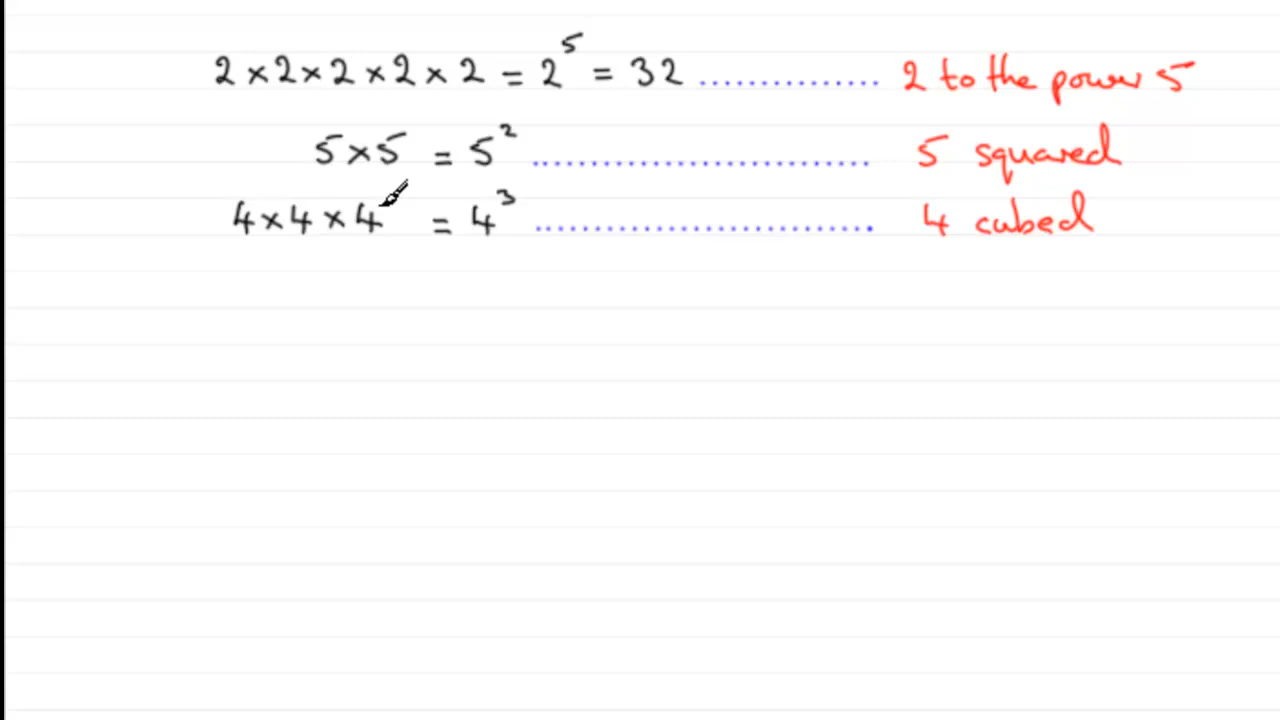 2 × 2 × 2 × 2 × 2 = 2⁵ = 32 ............... 2 to the power 5
5 × 5 = 5² ............................. 5 squared
4 × 4 × 4 = 4³ ............................. 4 cubed